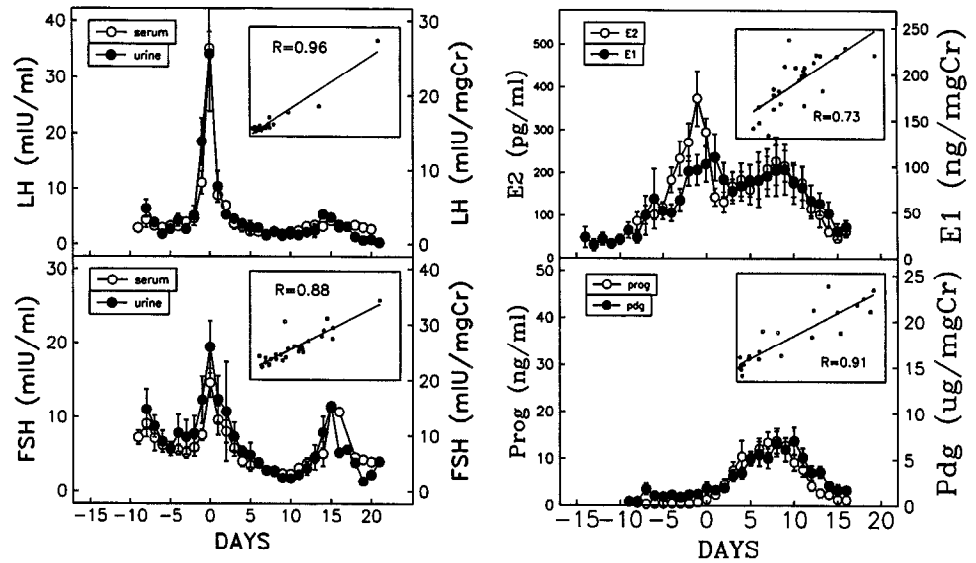 40
30
20
10
0
LH (mIU/ml)
serum
urine
R=0.96
30
20
10
0
LH (mIU/mgCr)
30
20
10
0
FSH (mIU/ml)
serum
urine
R=0.88
40
30
20
10
0
FSH (mIU/mgCr)
-15 -10 -5 0 5 10 15 20
DAYS
500
400
300
200
100
0
E2 (pg/ml)
E2
E1
R=0.73
250
200
150
100
50
0
E1 (ng/mgCr)
50
40
30
20
10
0
Prog (ng/ml)
prog
pdg
R=0.91
25
20
15
10
5
0
Pdg (ug/mgCr)
-15 -10 -5 0 5 10 15 20
DAYS